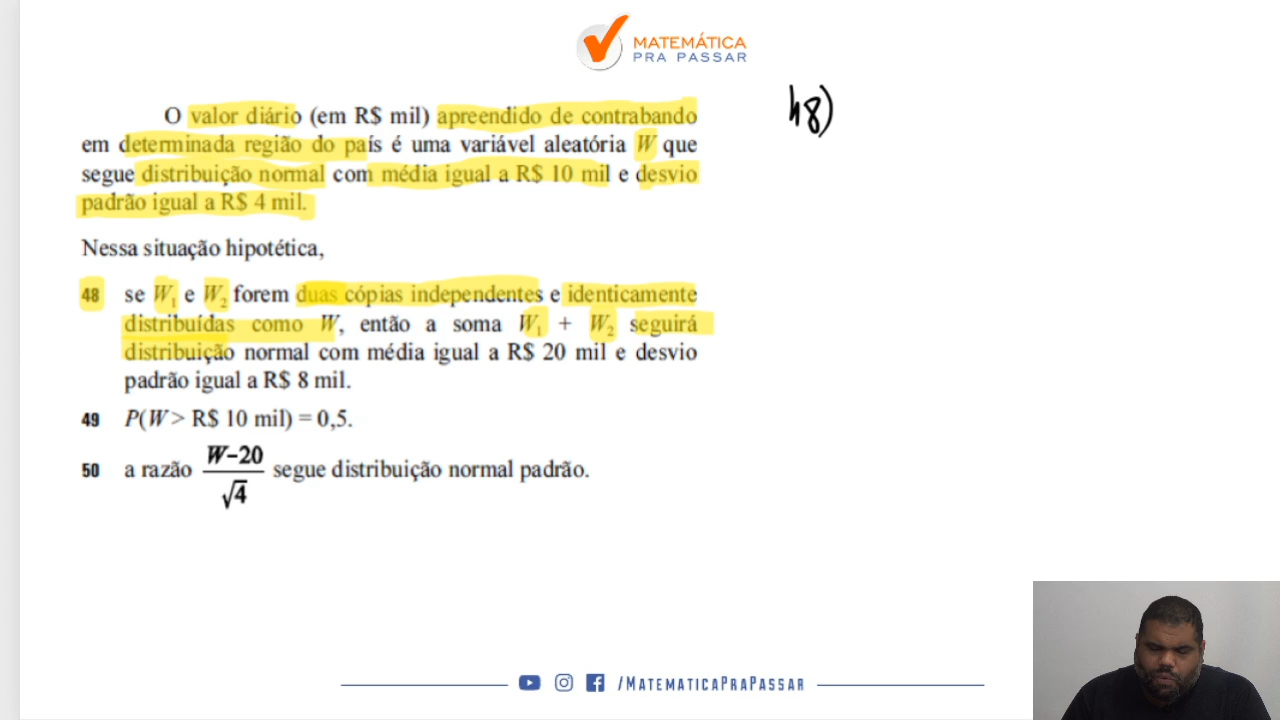 MATEMÁTICA
PRA PASSAR
O valor diário (em R$ mil) apreendido de contrabando
em determinada região do país é uma variável aleatória W que
segue distribuição normal com média igual a R$ 10 mil e desvio
padrão igual a R$ 4 mil.
48)
Nessa situação hipotética,
48 se W₁ e W₂ forem duas cópias independentes e identicamente
distribuídas como W, então a soma W₁ + W₂ seguirá
distribuição normal com média igual a R$ 20 mil e desvio
padrão igual a R$ 8 mil.
49 P(W > R$ 10 mil) = 0,5.
50 a razão (W−20)/√4 segue distribuição normal padrão.
/MATEMATICAPRAPASSAR